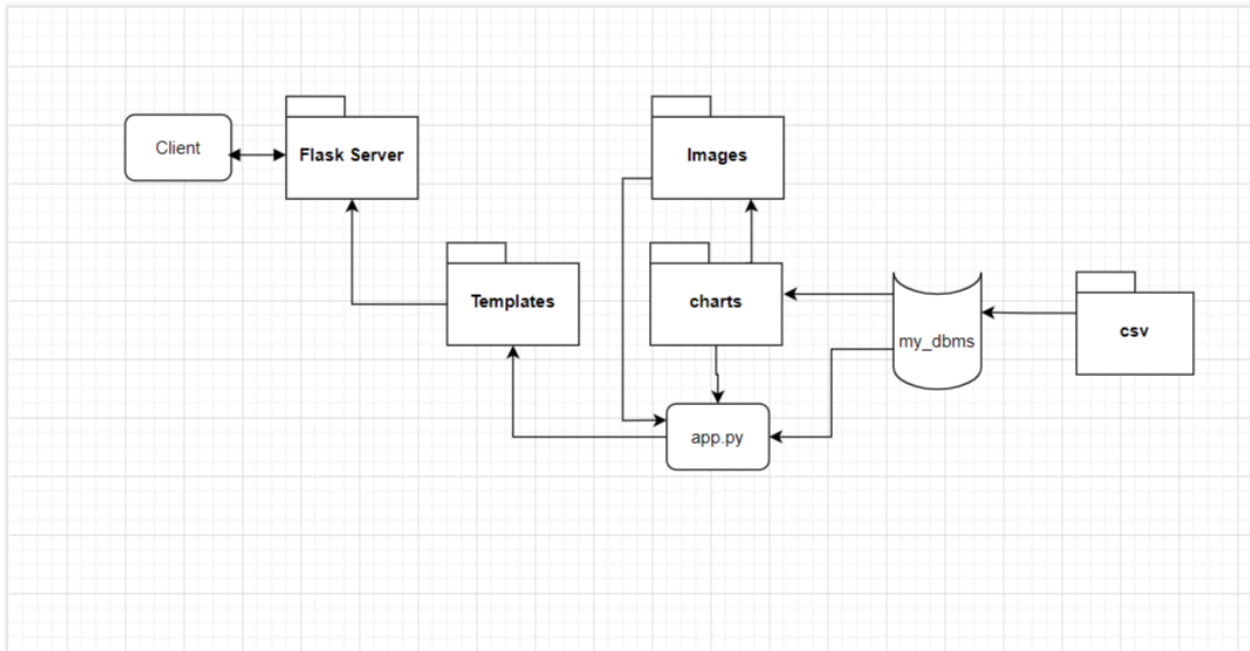 Client
Flask Server
Images
Templates
charts
my_dbms
csv
app.py